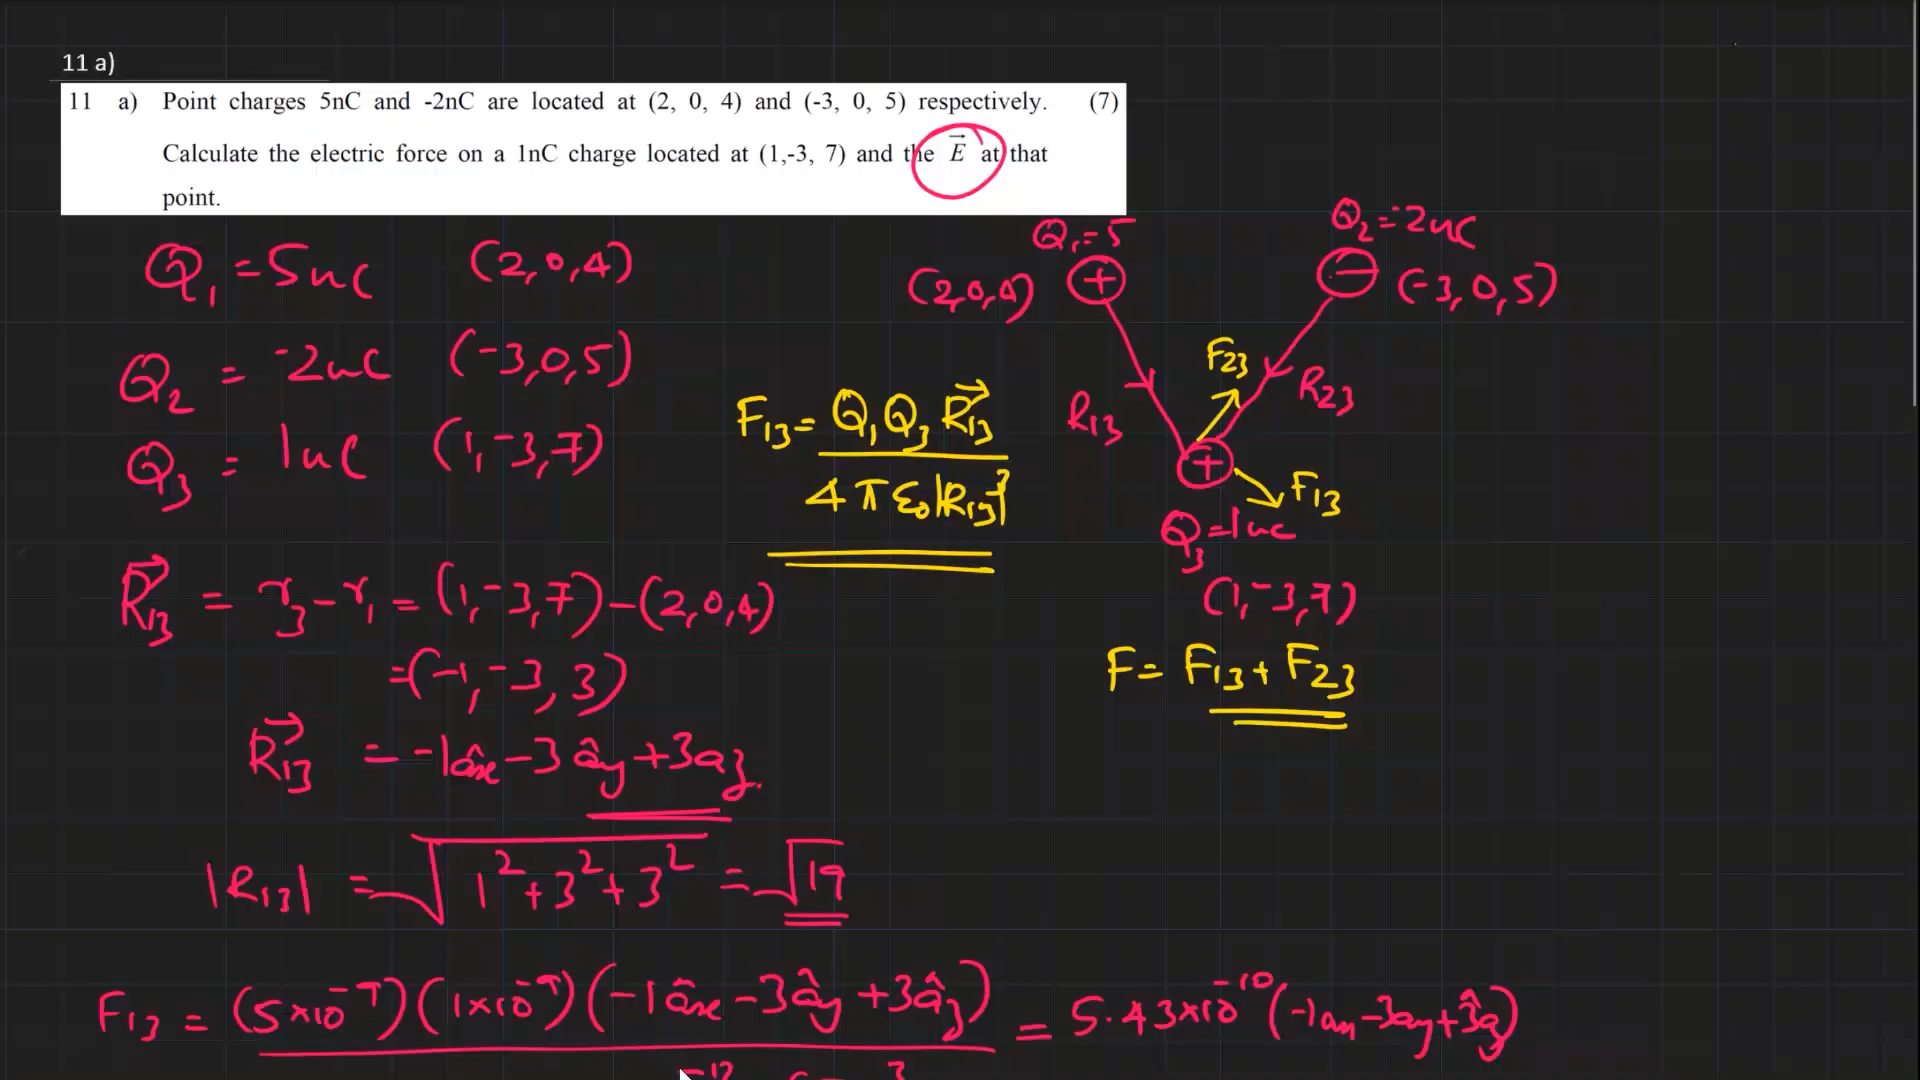 11 a)
11 a) Point charges 5nC and -2nC are located at (2, 0, 4) and (-3, 0, 5) respectively. (7)
Calculate the electric force on a 1nC charge located at (1,-3, 7) and the E⃗ at that
point.
Q₁ = 5nC (2,0,4)
Q₂ = -2nC (-3,0,5)
Q₃ = 1nC (1,-3,7)
Q₁=5
(2,0,4) +
Q₂=-2nC
− (-3,0,5)
F₂₃
R₁₃
R₂₃
+
F₁₃
Q₃=1nC
(1,-3,7)
F₁₃ = Q₁Q₃R⃗₁₃
4πε₀|R₁₃|³
F = F₁₃ + F₂₃
R⃗₁₃ = r₃ - r₁ = (1,-3,7) - (2,0,4)
= (-1,-3,3)
R⃗₁₃ = -1âx - 3ây + 3az.
|R₁₃| = √1²+3²+3² = √19
F₁₃ = (5×10⁻⁹)(1×10⁻⁹)(-1âx - 3ây + 3âz) = 5.43×10⁻¹⁰(-1ax-3ay+3âz)